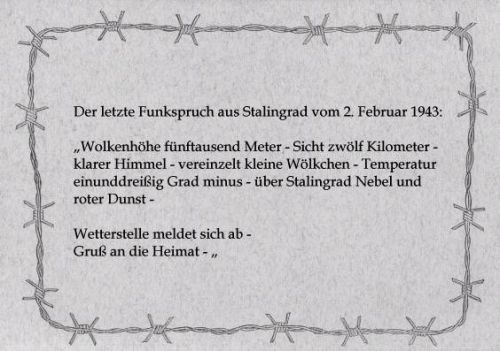 Der letzte Funkspruch aus Stalingrad vom 2. Februar 1943:
„Wolkenhöhe fünftausend Meter - Sicht zwölf Kilometer -
klarer Himmel - vereinzelt kleine Wölkchen - Temperatur
einunddreißig Grad minus - über Stalingrad Nebel und
roter Dunst -
Wetterstelle meldet sich ab -
Gruß an die Heimat - „